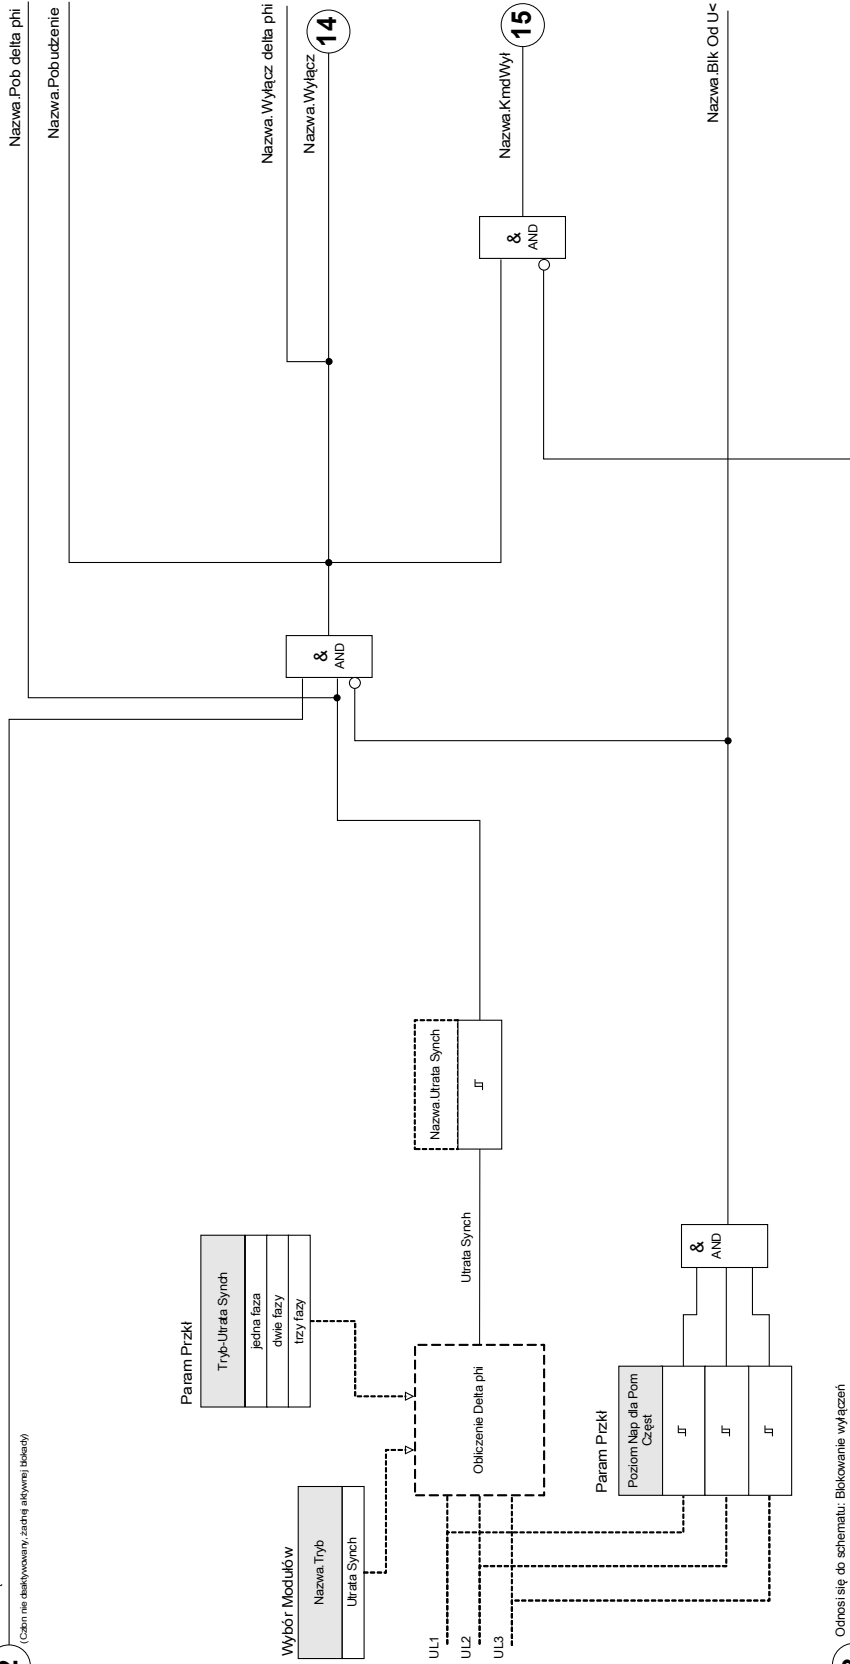 Nazwa.Pob delta phi
Nazwa.Pobudzenie
Nazwa.Wyłącz delta phi
Nazwa.Wyłącz
14
15
Nazwa.KmdWył
Nazwa.Blk Od U<
&
AND
&
AND
Nazwa.Utrata Synch
Utrata Synch
Param Przkł
Tryb-Utrata Synch
jedna faza
dwie fazy
trzy fazy
Wybór Modułów
Nazwa.Tryb
Utrata Synch
Obliczenie Delta phi
UL1
UL2
UL3
Param Przkł
Poziom Nap dla Pom
Częst
&
AND
(Człon nie deaktywowany, żadnej aktywnej blokady)
Odnosi się do schematu: Blokowanie wyłączeń